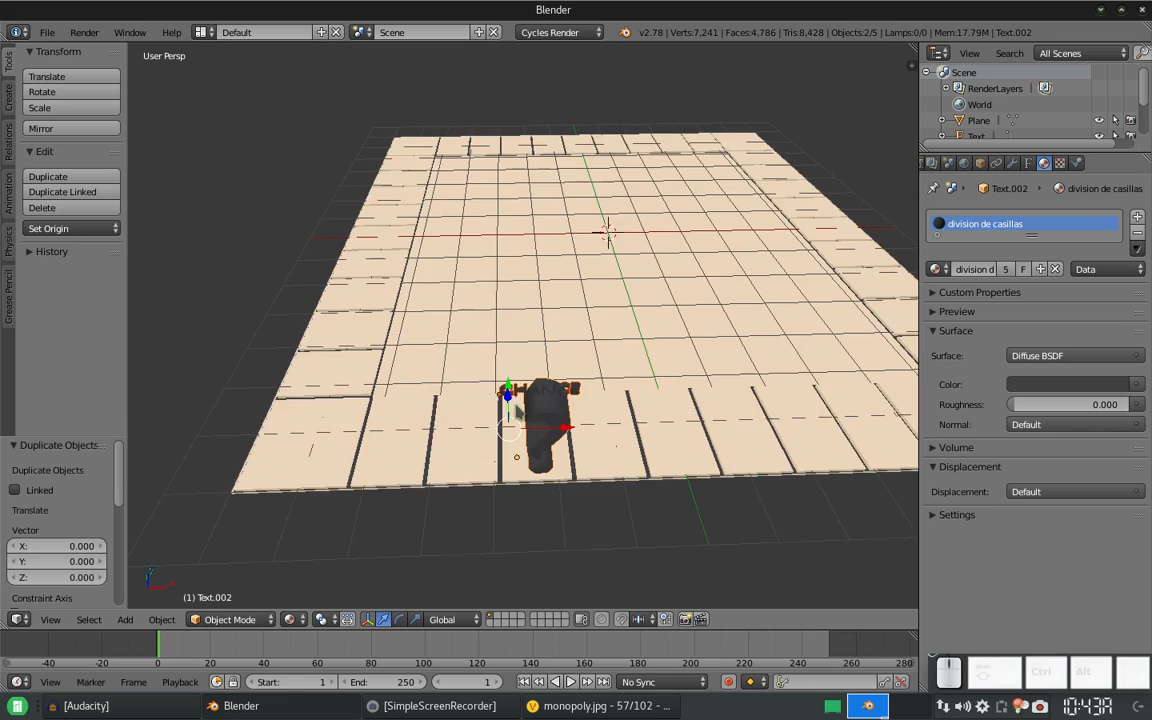 Blender
File Render Window Help Default Scene Cycles Render v2.78 | Verts:7,241 | Faces:4,786 | Tris:8,428 | Objects:2/5 | Lamps:0/0 | Mem:17.79M | Text.002
Tools
Create
Relations
Animation
Physics
Grease Pencil
Transform
Translate
Rotate
Scale
Mirror
Edit
Duplicate
Duplicate Linked
Delete
Set Origin
History
Duplicate Objects
Duplicate Objects
Linked
Translate
Vector
X: 0.000
Y: 0.000
Z: 0.000
Constraint Axis
User Persp
(1) Text.002
View Search All Scenes
Scene
RenderLayers
World
Plane
Text
Text.002 division de casillas
division de casillas
division d 5 F Data
Custom Properties
Preview
Surface
Surface: Diffuse BSDF
Color:
Roughness: 0.000
Normal: Default
Volume
Displacement
Displacement: Default
Settings
View Select Add Object Object Mode Global
-40 -20 0 20 40 60 80 100 120 140 160 180 200 220 240 260 280
View Marker Frame Playback Start: 1 End: 250 1 No Sync
Ctrl Alt
[Audacity] Blender [SimpleScreenRecorder] monopoly.jpg - 57/102 - ...